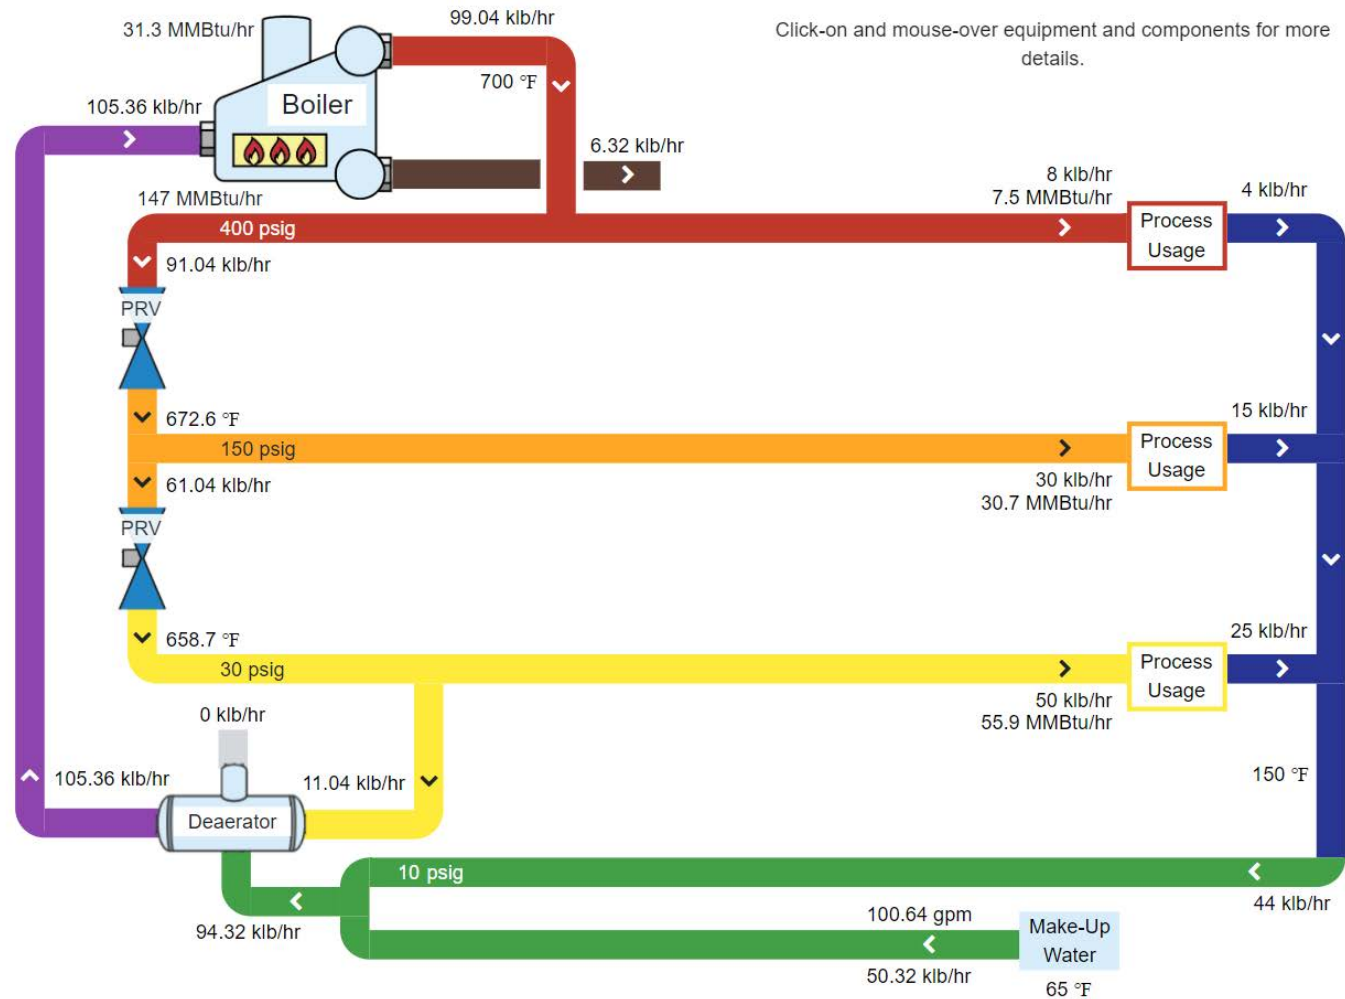 99.04 klb/hr
31.3 MMBtu/hr
Click-on and mouse-over equipment and components for more
details.
700 °F
Boiler
105.36 klb/hr
6.32 klb/hr
147 MMBtu/hr
8 klb/hr
7.5 MMBtu/hr
4 klb/hr
400 psig
Process
Usage
91.04 klb/hr
PRV
672.6 °F
15 klb/hr
150 psig
Process
Usage
61.04 klb/hr
30 klb/hr
30.7 MMBtu/hr
PRV
658.7 °F
25 klb/hr
30 psig
Process
Usage
50 klb/hr
55.9 MMBtu/hr
0 klb/hr
105.36 klb/hr
11.04 klb/hr
150 °F
Deaerator
10 psig
44 klb/hr
94.32 klb/hr
100.64 gpm
Make-Up
Water
50.32 klb/hr
65 °F